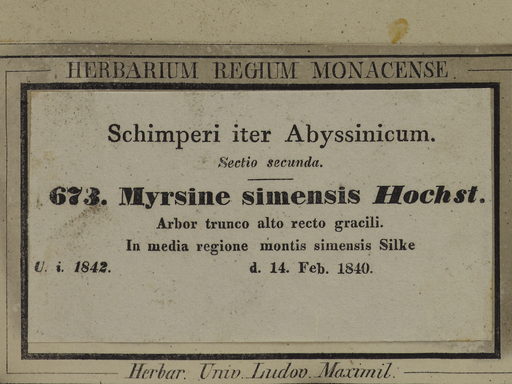 HERBARIUM REGIUM MONACENSE.
Schimperi iter Abyssinicum.
Sectio secunda.
673. Myrsine simensis Hochst.
Arbor trunco alto recto gracili.
In media regione montis simensis Silke
U. i. 1842. d. 14. Feb. 1840.
Herbar. Univ. Ludov. Maximil.